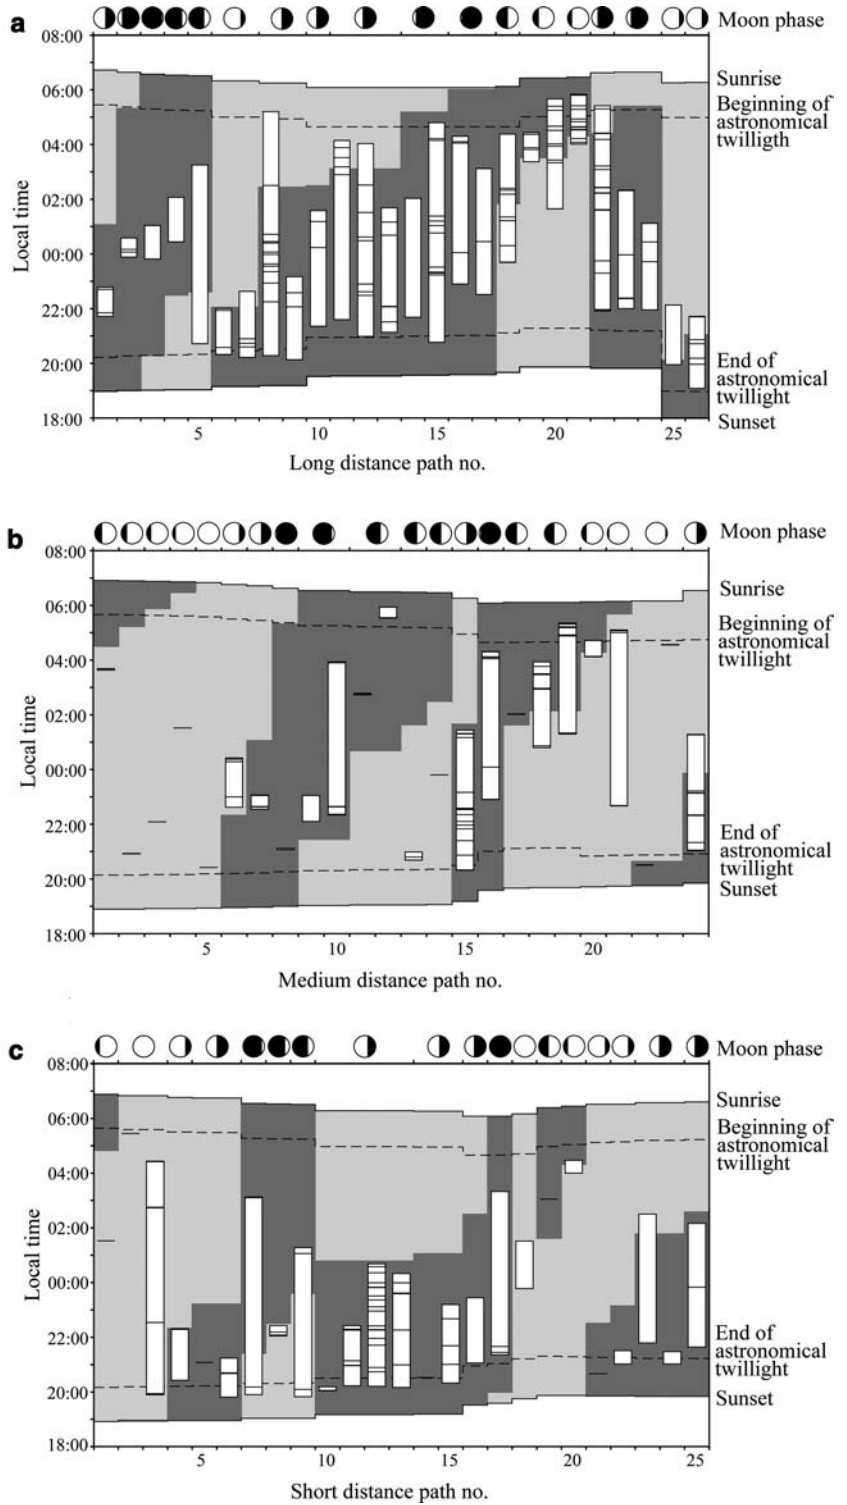 a
Moon phase
08:00
Sunrise
06:00
Beginning of
astronomical
twilligth
04:00
02:00
Local time
00:00
22:00
20:00
End of
astronomical
twillight
18:00
Sunset
5 10 15 20 25
Long distance path no.
b
Moon phase
08:00
Sunrise
06:00
Beginning of
astronomical
twillight
04:00
02:00
Local time
00:00
22:00
End of
astronomical
twillight
20:00
Sunset
18:00
5 10 15 20
Medium distance path no.
c
Moon phase
08:00
Sunrise
06:00
Beginning of
astronomical
twillight
04:00
02:00
Local time
00:00
22:00
End of
astronomical
twillight
20:00
Sunset
18:00
5 10 15 20 25
Short distance path no.